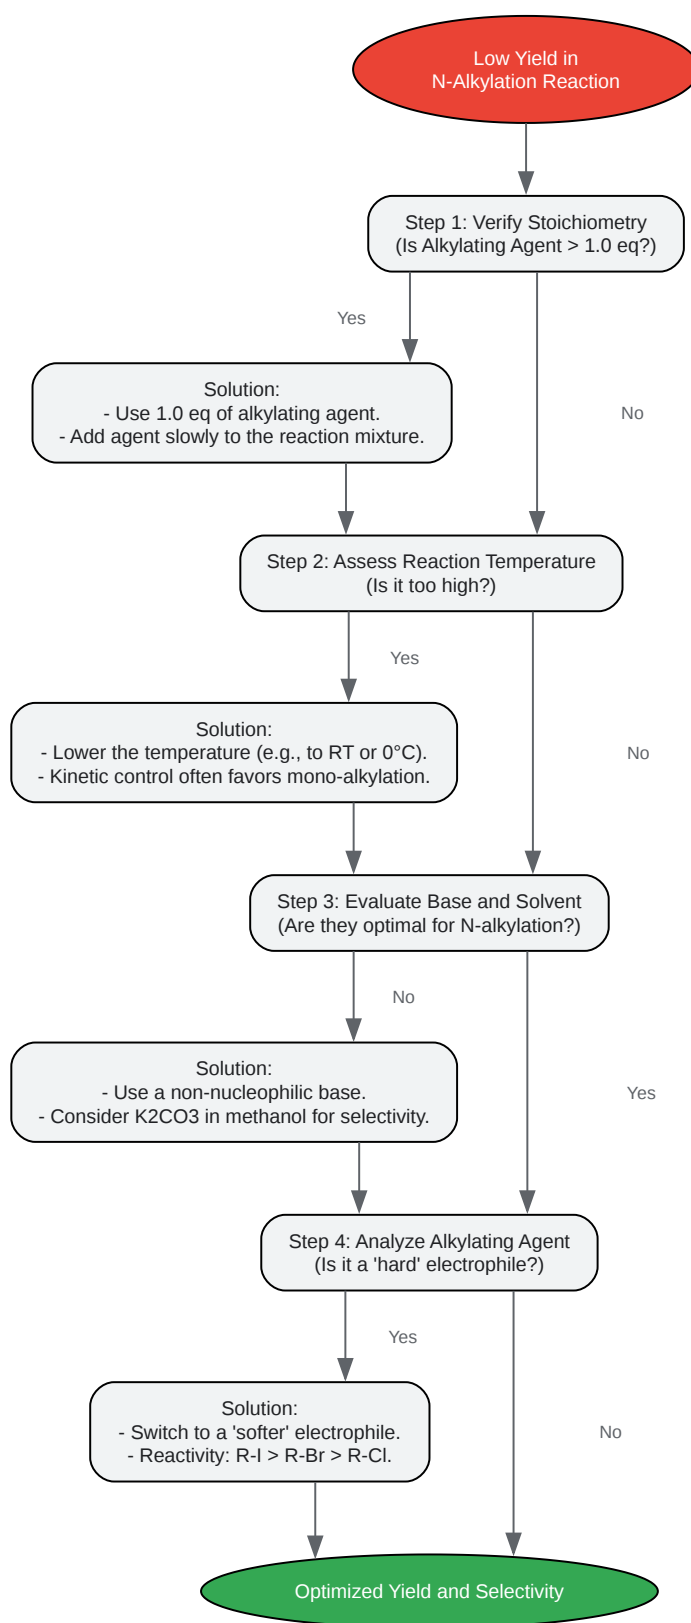 Low Yield in
N-Alkylation Reaction
Step 1: Verify Stoichiometry
(Is Alkylating Agent > 1.0 eq?)
Yes
Solution:
- Use 1.0 eq of alkylating agent.
- Add agent slowly to the reaction mixture.
No
Step 2: Assess Reaction Temperature
(Is it too high?)
Yes
Solution:
- Lower the temperature (e.g., to RT or 0°C).
- Kinetic control often favors mono-alkylation.
No
Step 3: Evaluate Base and Solvent
(Are they optimal for N-alkylation?)
No
Solution:
- Use a non-nucleophilic base.
- Consider K2CO3 in methanol for selectivity.
Yes
Step 4: Analyze Alkylating Agent
(Is it a 'hard' electrophile?)
Yes
Solution:
- Switch to a 'softer' electrophile.
- Reactivity: R-I > R-Br > R-Cl.
No
Optimized Yield and Selectivity